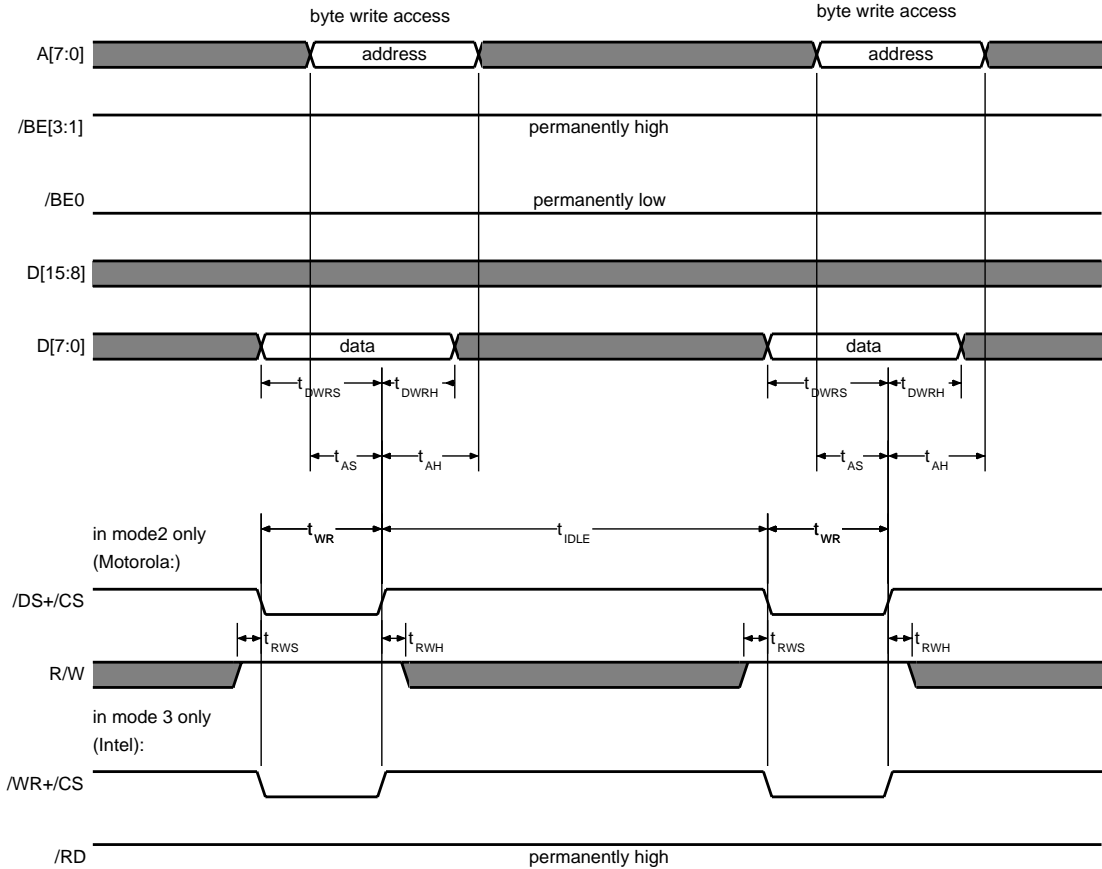 byte write access
byte write access
A[7:0]
address
address
/BE[3:1]
permanently high
/BE0
permanently low
D[15:8]
D[7:0]
data
data
tDWRS
tDWRH
tDWRS
tDWRH
tAS
tAH
tAS
tAH
in mode2 only
(Motorola:)
tWR
tIDLE
tWR
/DS+/CS
tRWS
tRWH
tRWS
tRWH
R/W
in mode 3 only
(Intel):
/WR+/CS
/RD
permanently high